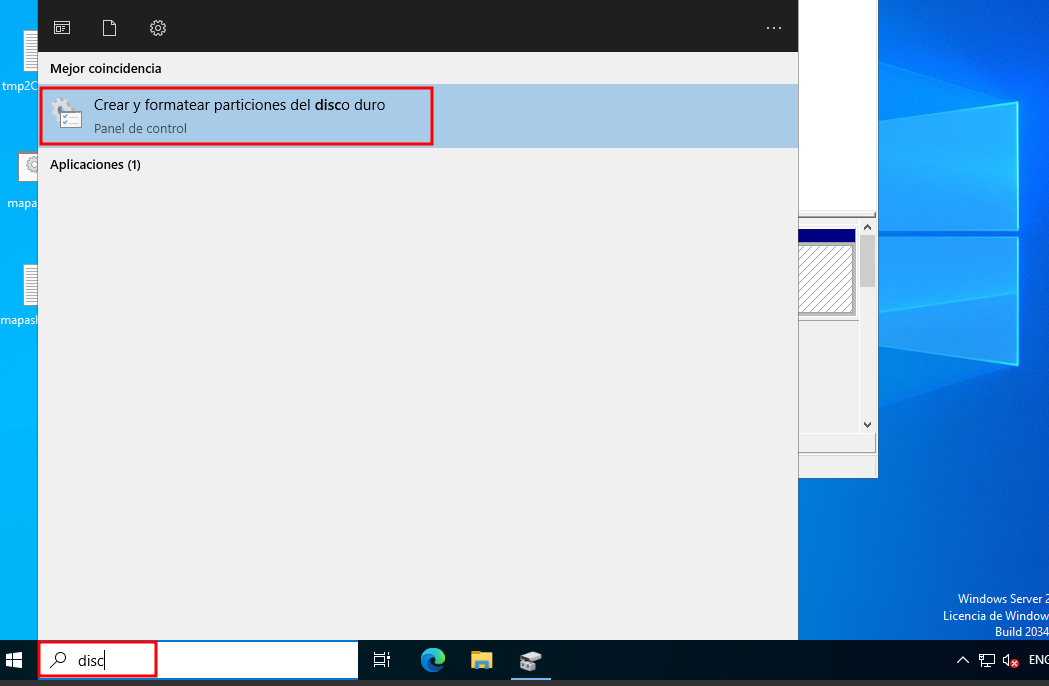 Mejor coincidencia
Crear y formatear particiones del disco duro
Panel de control
Aplicaciones (1)
tmp2C
mapa
mapash
Windows Server 2
Licencia de Window
Build 2034
disc
ENG